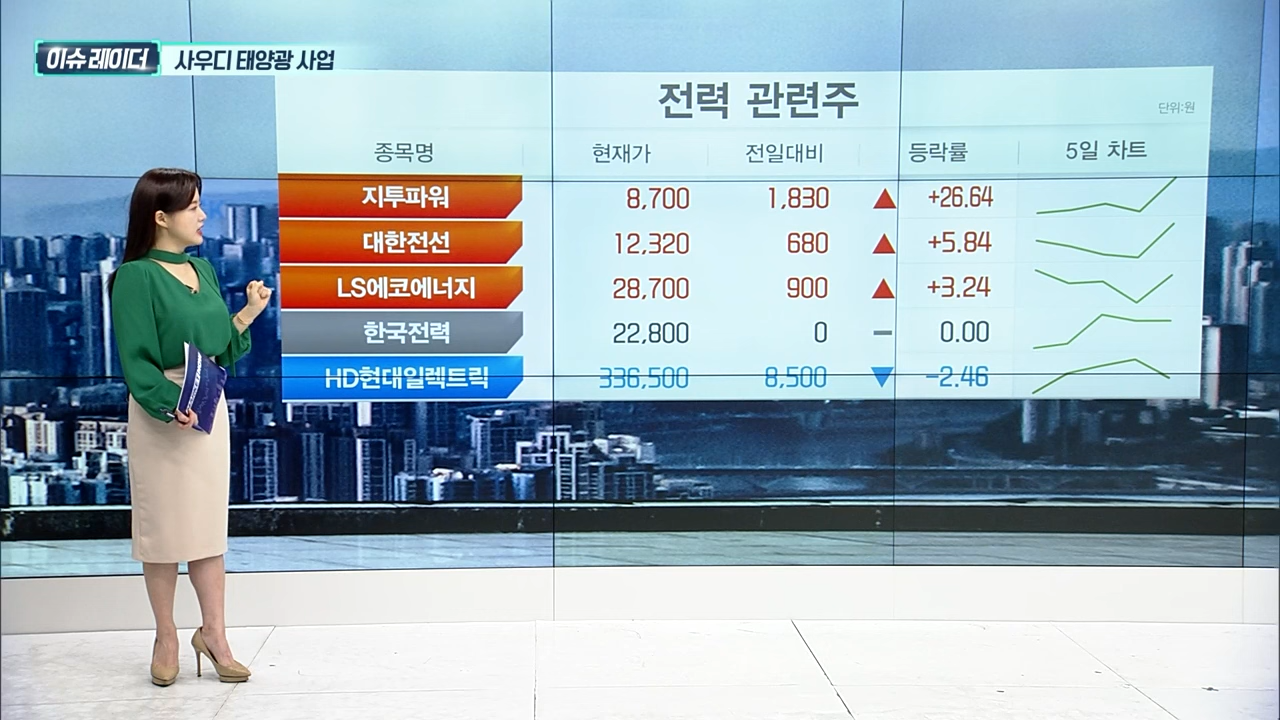 이슈 레이더 사우디 태양광 사업
전력 관련주
단위:원
종목명 현재가 전일대비 등락률 5일 차트
지투파워 8,700 1,830 ▲ +26.64
대한전선 12,320 680 ▲ +5.84
LS에코에너지 28,700 900 ▲ +3.24
한국전력 22,800 0 − 0.00
HD현대일렉트릭 336,500 8,500 ▼ −2.46